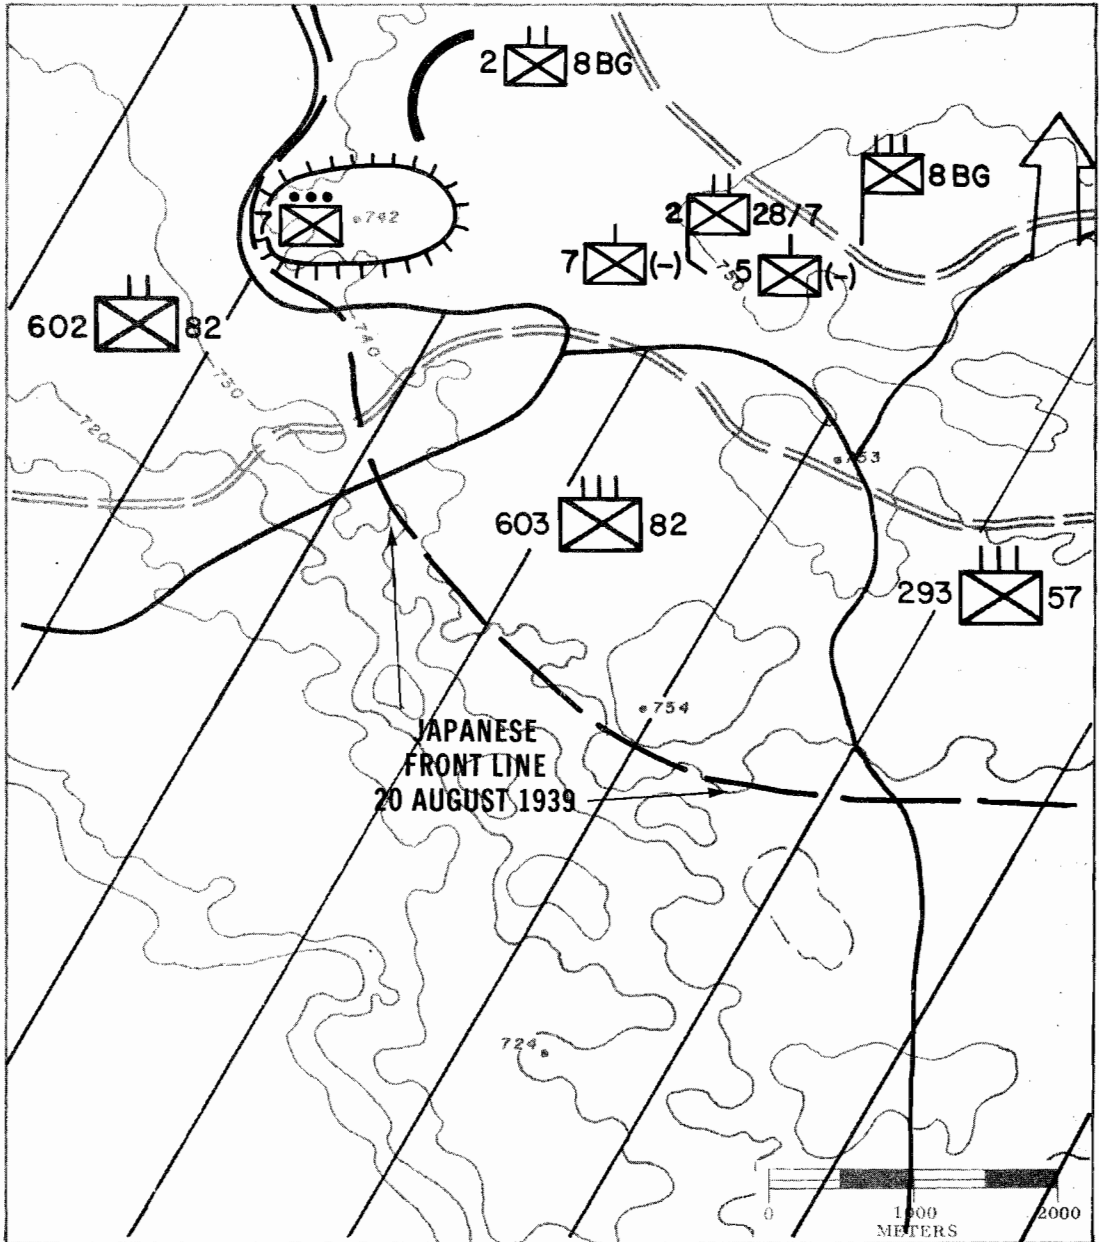 2 8 BG
8 BG
7 742
2 28/7
7 (-) 5 (-)
750
602 82
740
730
720
753
603 82
293 57
754
JAPANESE
FRONT LINE
20 AUGUST 1939
724
0 1000 2000
METERS